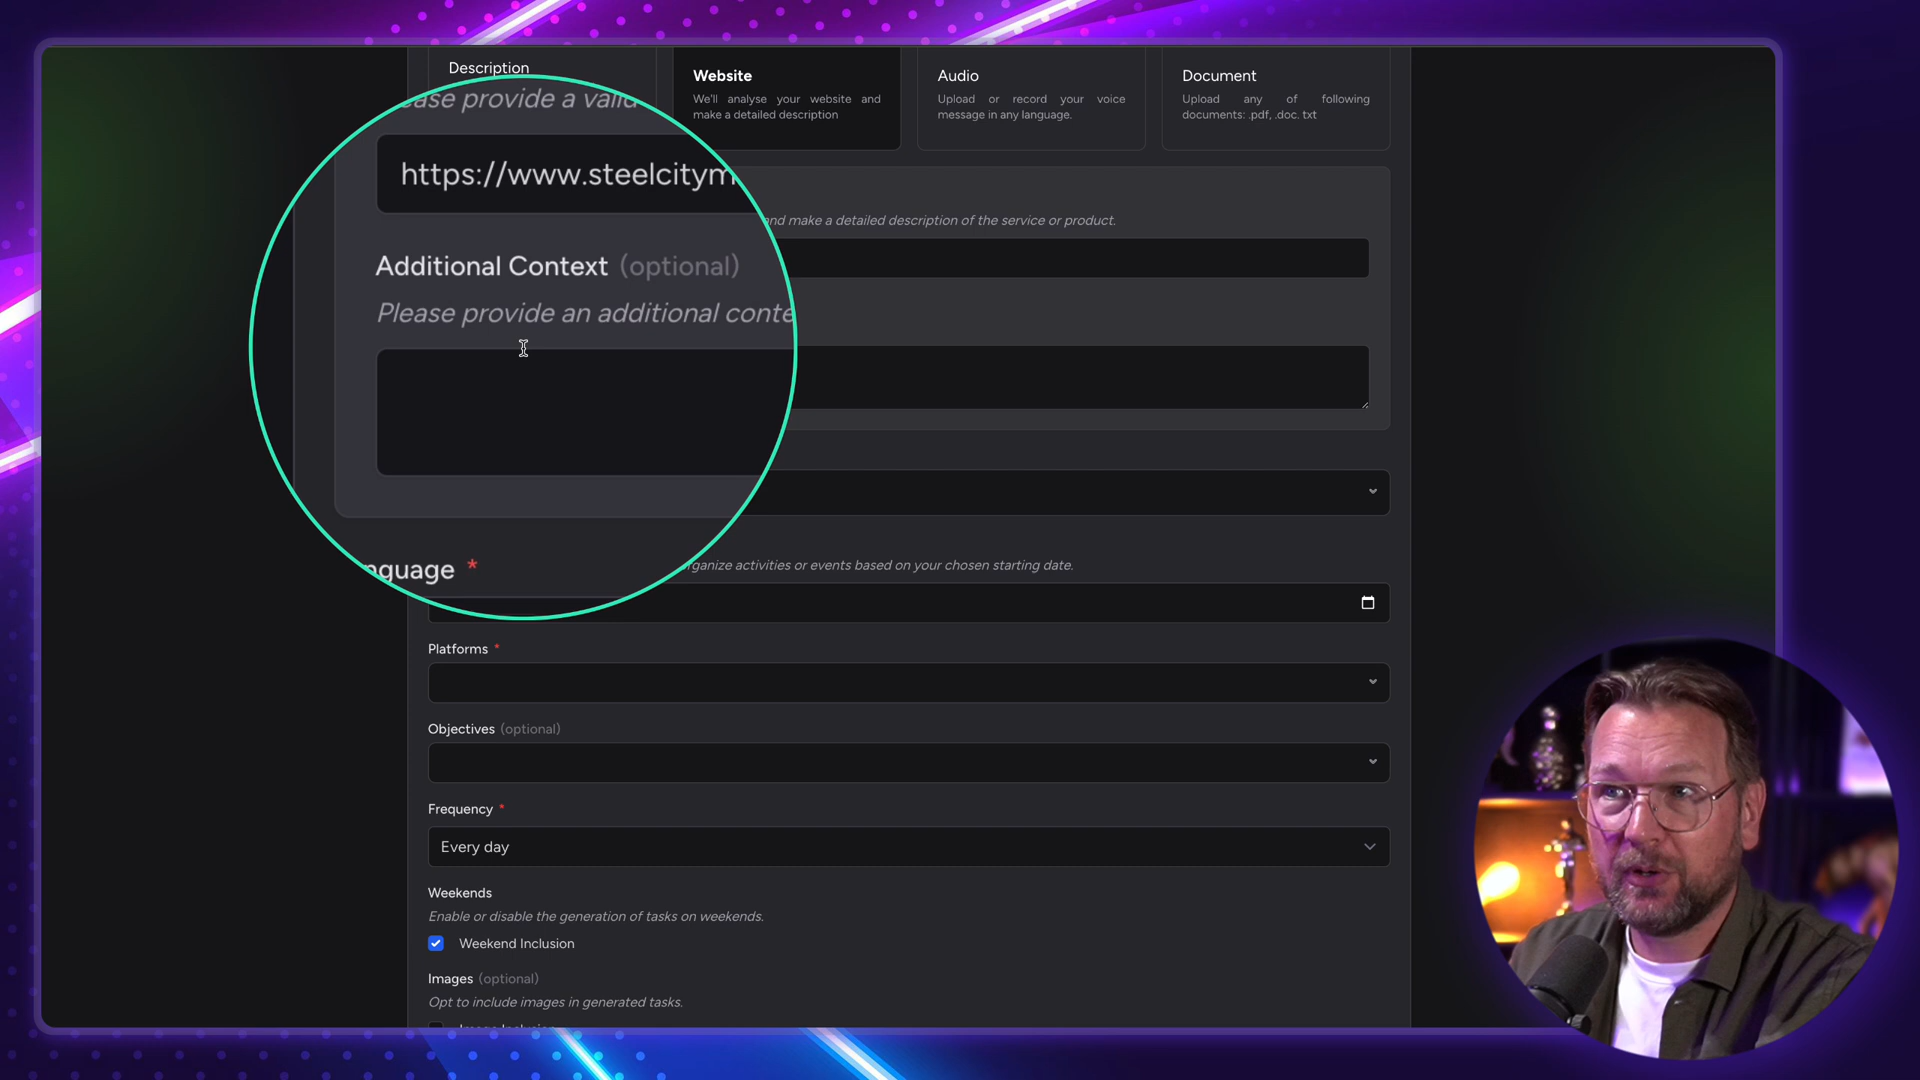 Description
Website
We'll analyse your website and
make a detailed description
Audio
Upload or record your voice
message in any language.
Document
Upload any of following
documents: .pdf, .doc. txt
ease provide a valid
https://www.steelcitym
and make a detailed description of the service or product.
Additional Context (optional)
Please provide an additional conte
nguage *
rganize activities or events based on your chosen starting date.
Platforms *
Objectives (optional)
Frequency *
Every day
Weekends
Enable or disable the generation of tasks on weekends.
Weekend Inclusion
Images (optional)
Opt to include images in generated tasks.